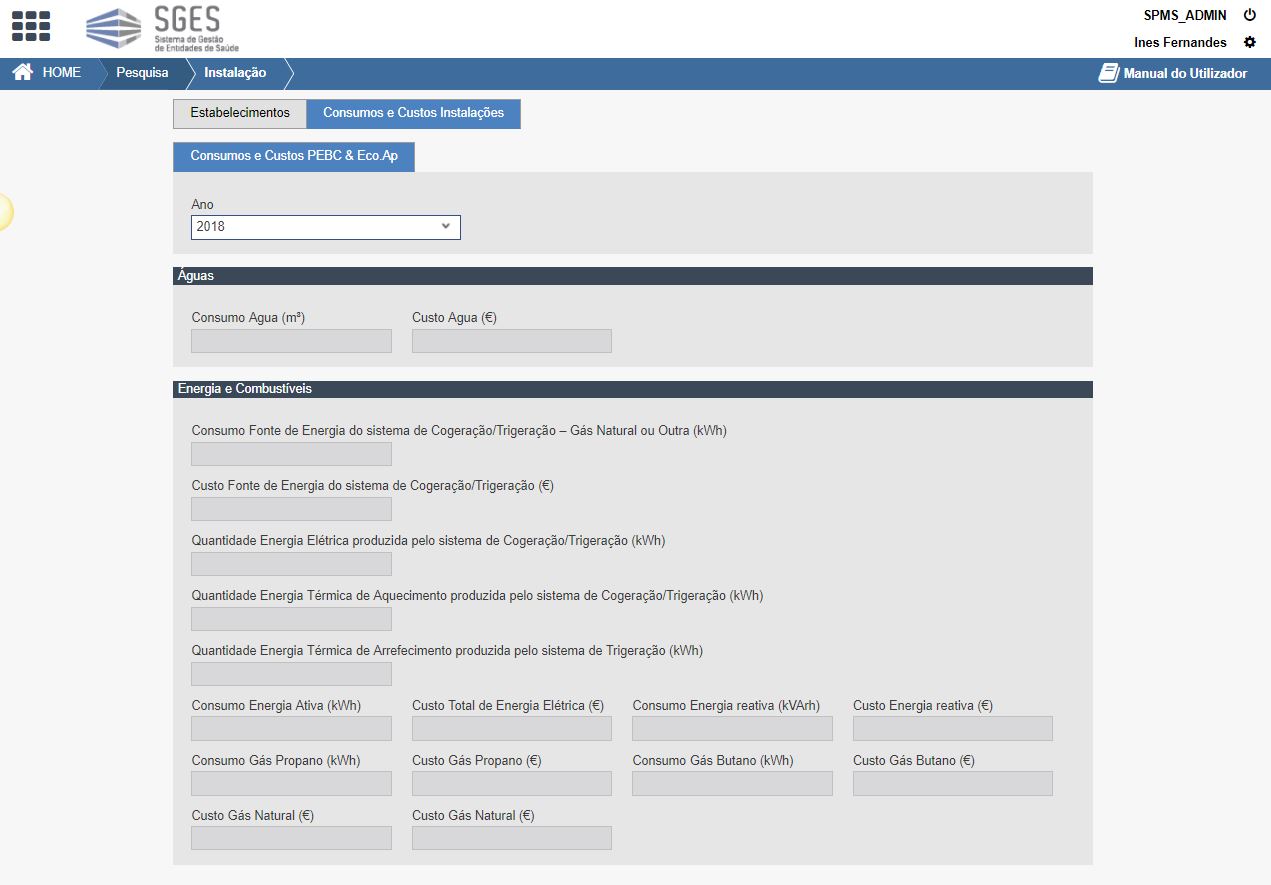 SGES
Sistema de Gestão
de Entidades de Saúde
SPMS_ADMIN
Ines Fernandes
HOME
Pesquisa
Instalação
Manual do Utilizador
Estabelecimentos
Consumos e Custos Instalações
Consumos e Custos PEBC & Eco.Ap
Ano
2018
Águas
Consumo Agua (m³)
Custo Agua (€)
Energia e Combustíveis
Consumo Fonte de Energia do sistema de Cogeração/Trigeração – Gás Natural ou Outra (kWh)
Custo Fonte de Energia do sistema de Cogeração/Trigeração (€)
Quantidade Energia Elétrica produzida pelo sistema de Cogeração/Trigeração (kWh)
Quantidade Energia Térmica de Aquecimento produzida pelo sistema de Cogeração/Trigeração (kWh)
Quantidade Energia Térmica de Arrefecimento produzida pelo sistema de Trigeração (kWh)
Consumo Energia Ativa (kWh)
Custo Total de Energia Elétrica (€)
Consumo Energia reativa (kVArh)
Custo Energia reativa (€)
Consumo Gás Propano (kWh)
Custo Gás Propano (€)
Consumo Gás Butano (kWh)
Custo Gás Butano (€)
Custo Gás Natural (€)
Custo Gás Natural (€)